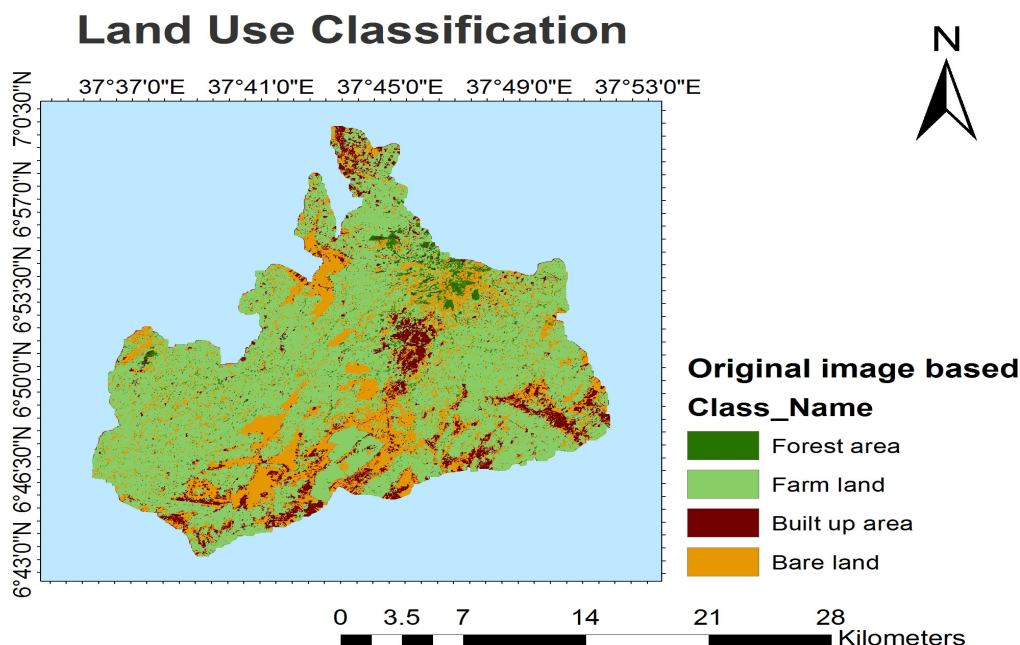 Land Use Classification
N
37°37'0"E 37°41'0"E 37°45'0"E 37°49'0"E 37°53'0"E
7°0'30"N
6°57'0"N
6°53'30"N
6°50'0"N
6°46'30"N
6°43'0"N
Original image based
Class_Name
Forest area
Farm land
Built up area
Bare land
0 3.5 7 14 21 28
Kilometers